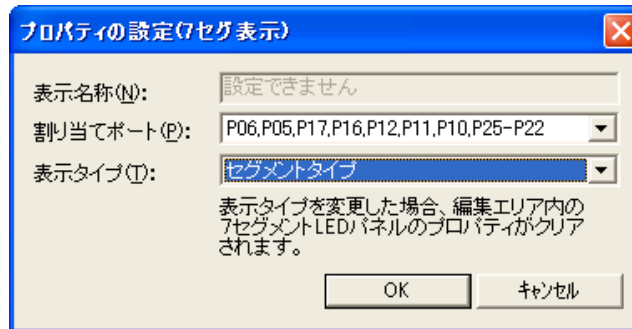 プロパティの設定(7セグ表示)
表示名称(N):
設定できません
割り当てポート(P):
P06,P05,P17,P16,P12,P11,P10,P25-P22
表示タイプ(T):
セグメントタイプ
表示タイプを変更した場合、編集エリア内の
7セグメントLEDパネルのプロパティがクリア
されます。
OK
キャンセル